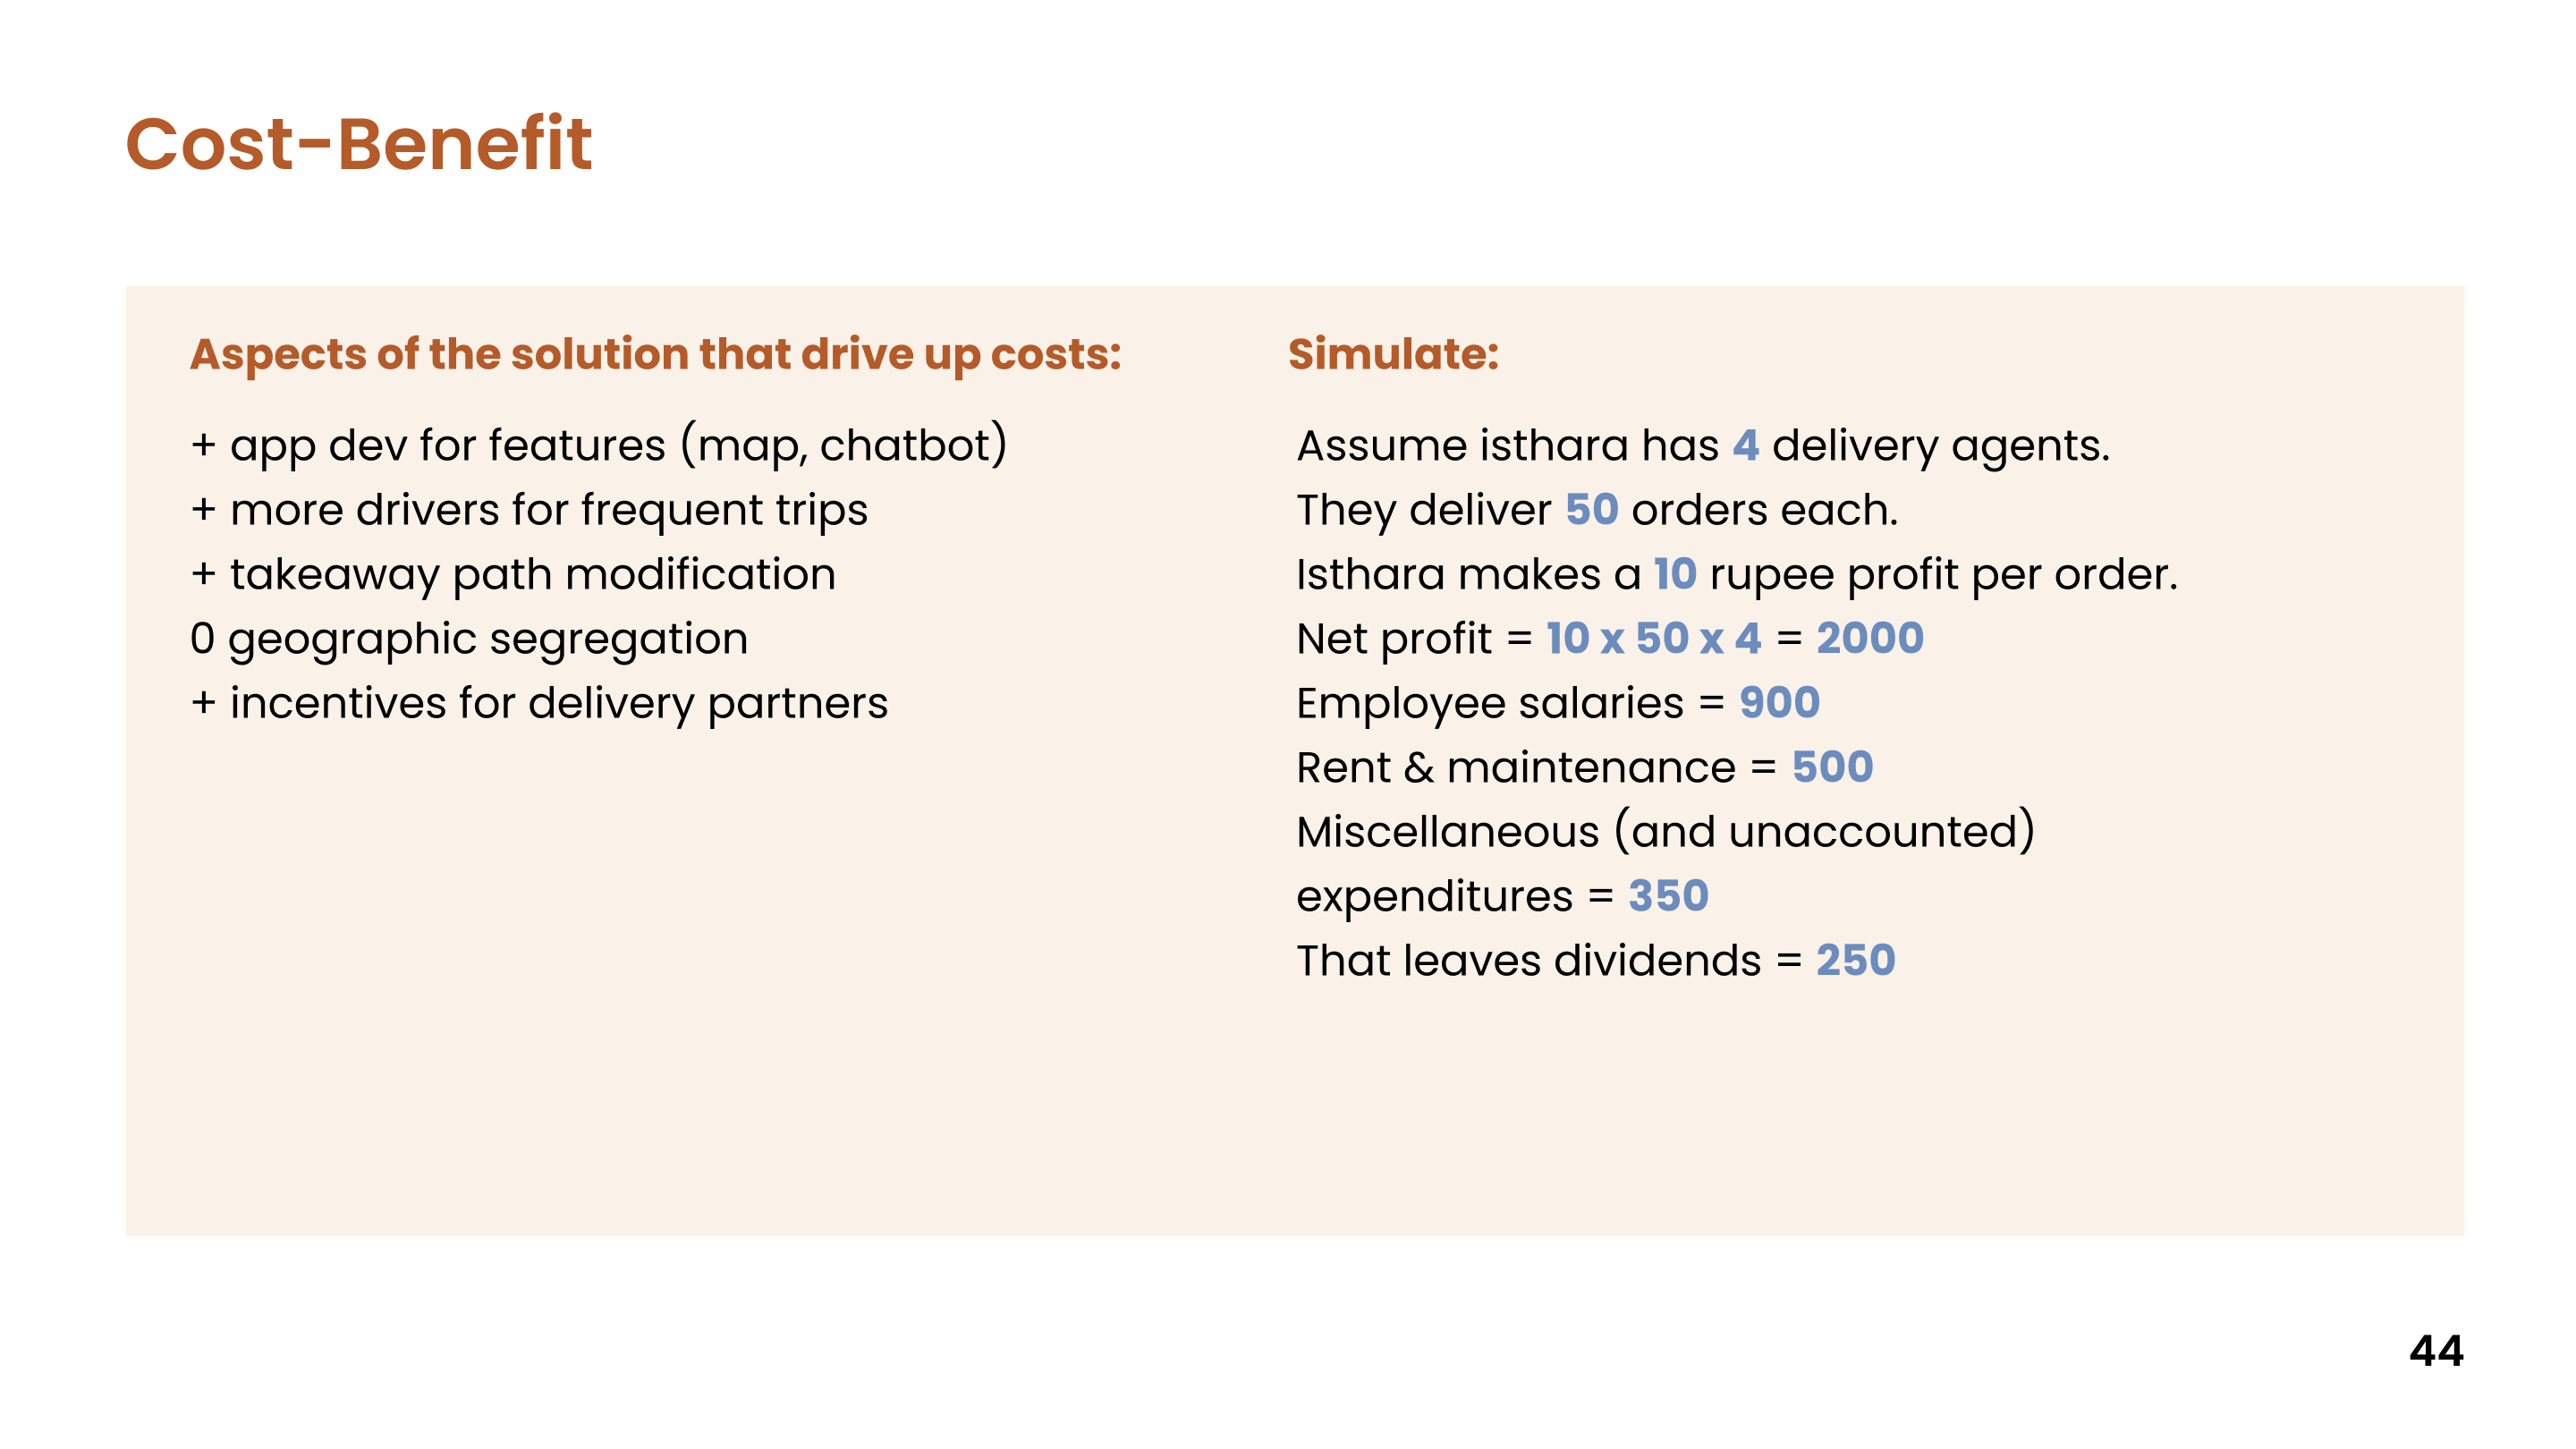 Cost-Benefit
Aspects of the solution that drive up costs:
+ app dev for features (map, chatbot)
+ more drivers for frequent trips
+ takeaway path modification
0 geographic segregation
+ incentives for delivery partners
Simulate:
Assume isthara has 4 delivery agents.
They deliver 50 orders each.
Isthara makes a 10 rupee profit per order.
Net profit = 10 x 50 x 4 = 2000
Employee salaries = 900
Rent & maintenance = 500
Miscellaneous (and unaccounted)
expenditures = 350
That leaves dividends = 250
44